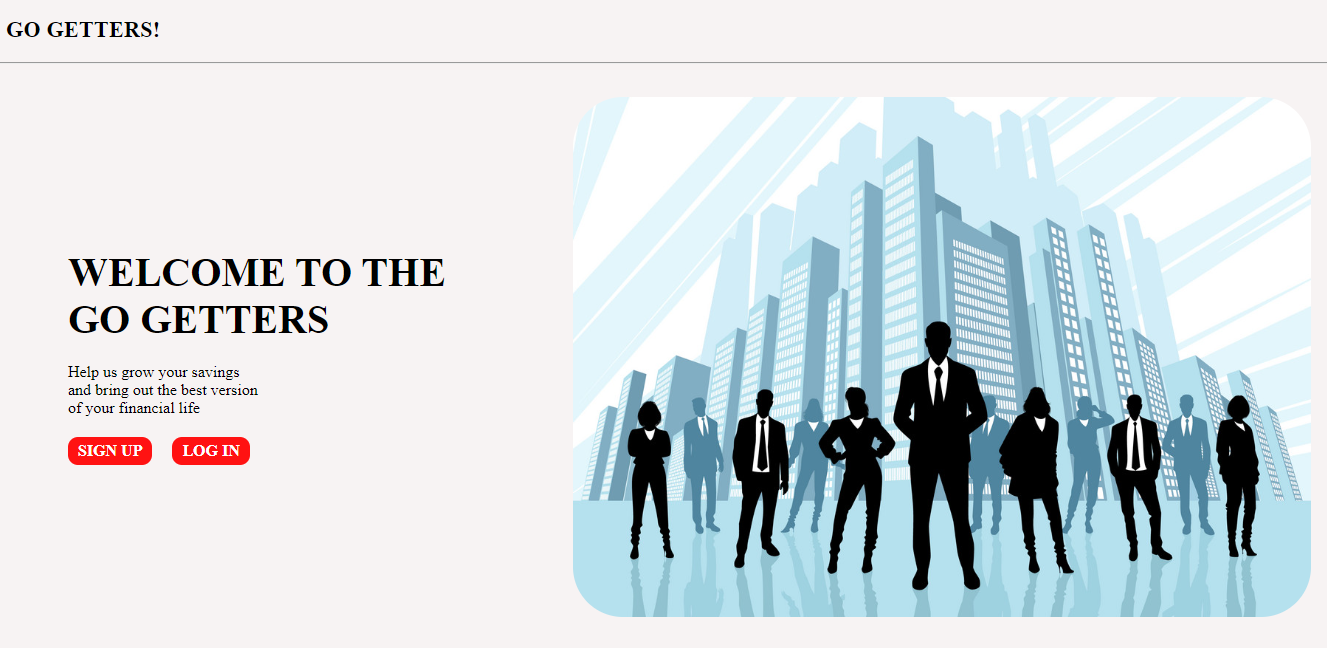 GO GETTERS!
WELCOME TO THE
GO GETTERS
Help us grow your savings
and bring out the best version
of your financial life
SIGN UP
LOG IN